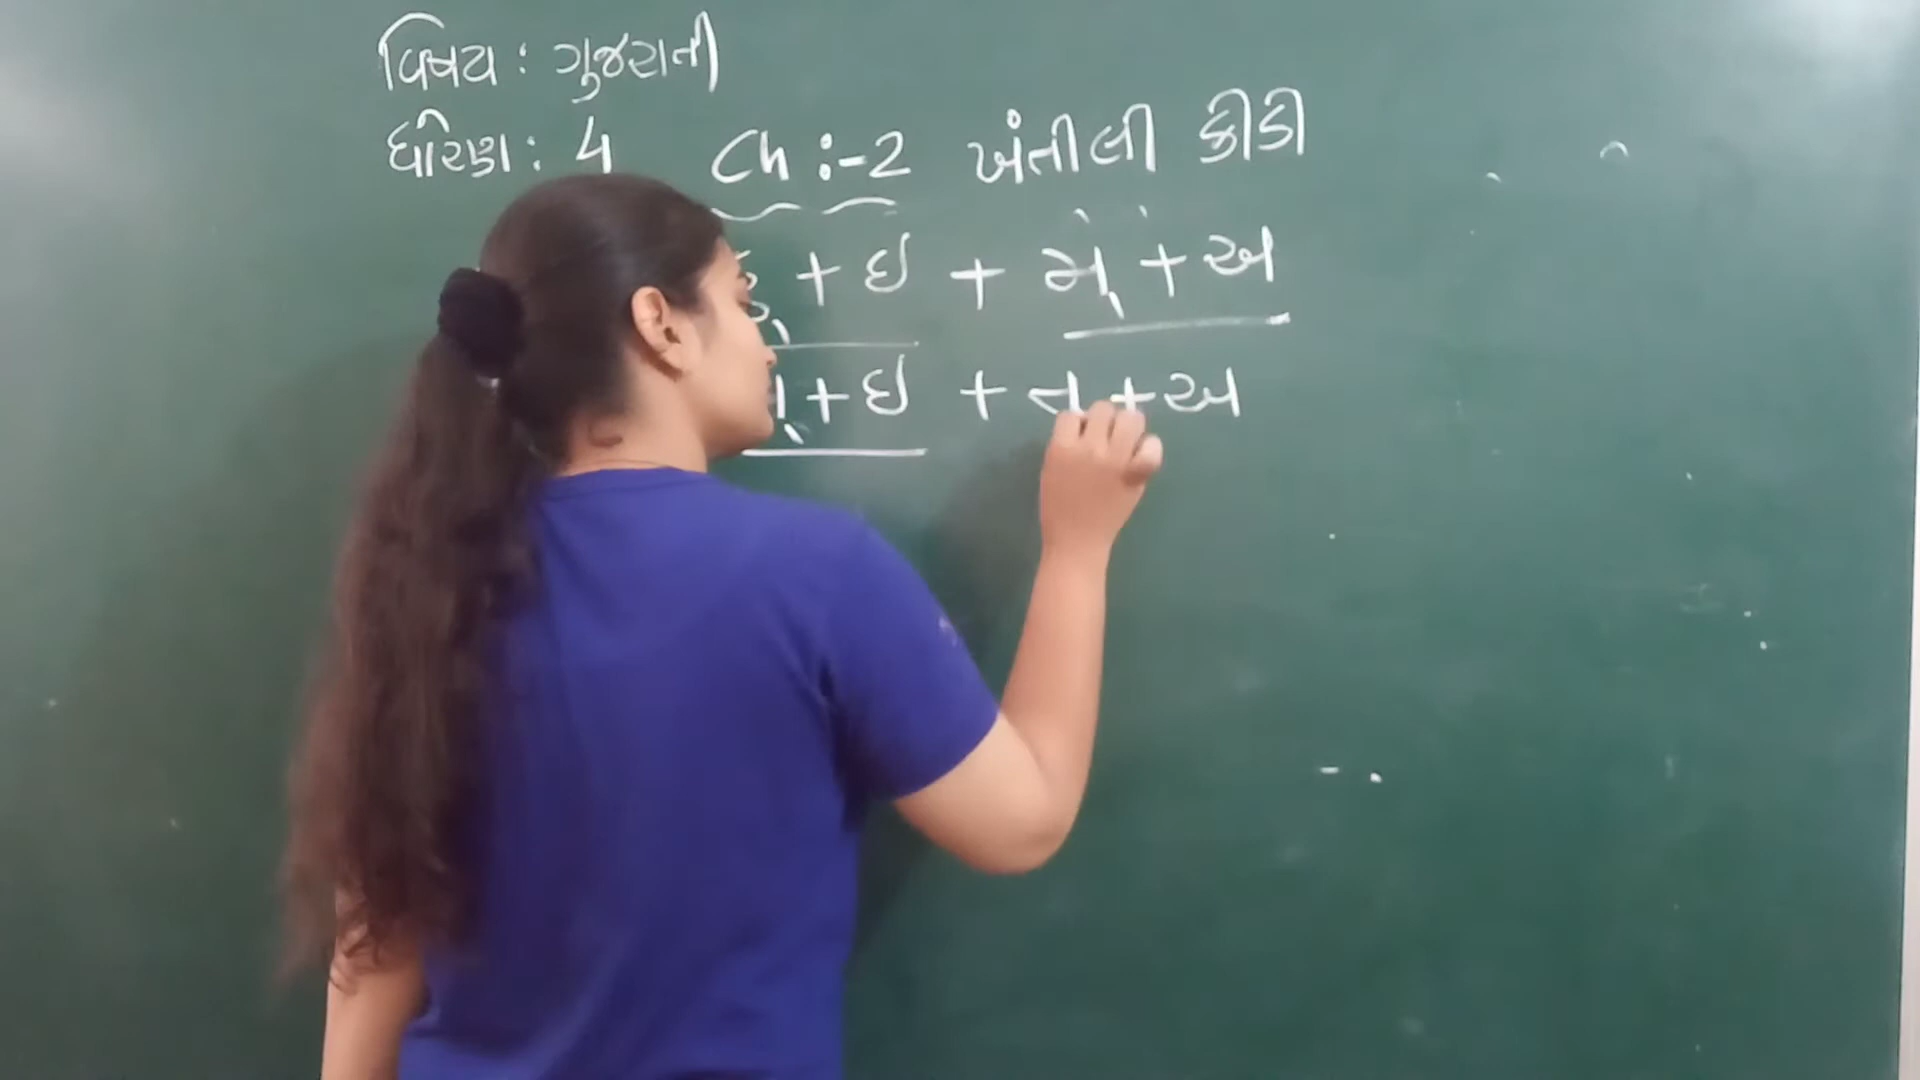 વિષય : ગુજરાતી
ધોરણ : 4 Ch :- 2 ખંતીલી કીડી
+ ઇ + મ્ + અ
+ ઇ + ત્ + અ